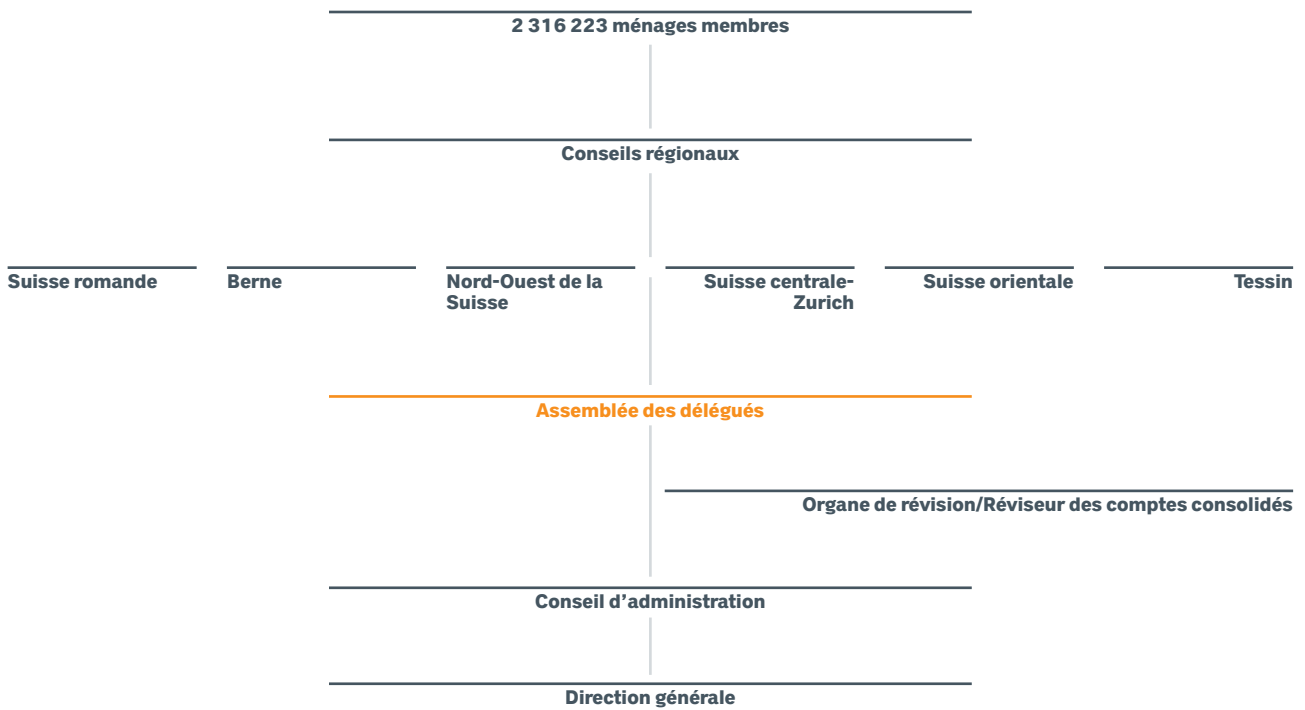 2 316 223 ménages membres
Conseils régionaux
Suisse romande
Berne
Nord-Ouest de la
Suisse
Suisse centrale-
Zurich
Suisse orientale
Tessin
Assemblée des délégués
Organe de révision/Réviseur des comptes consolidés
Conseil d’administration
Direction générale